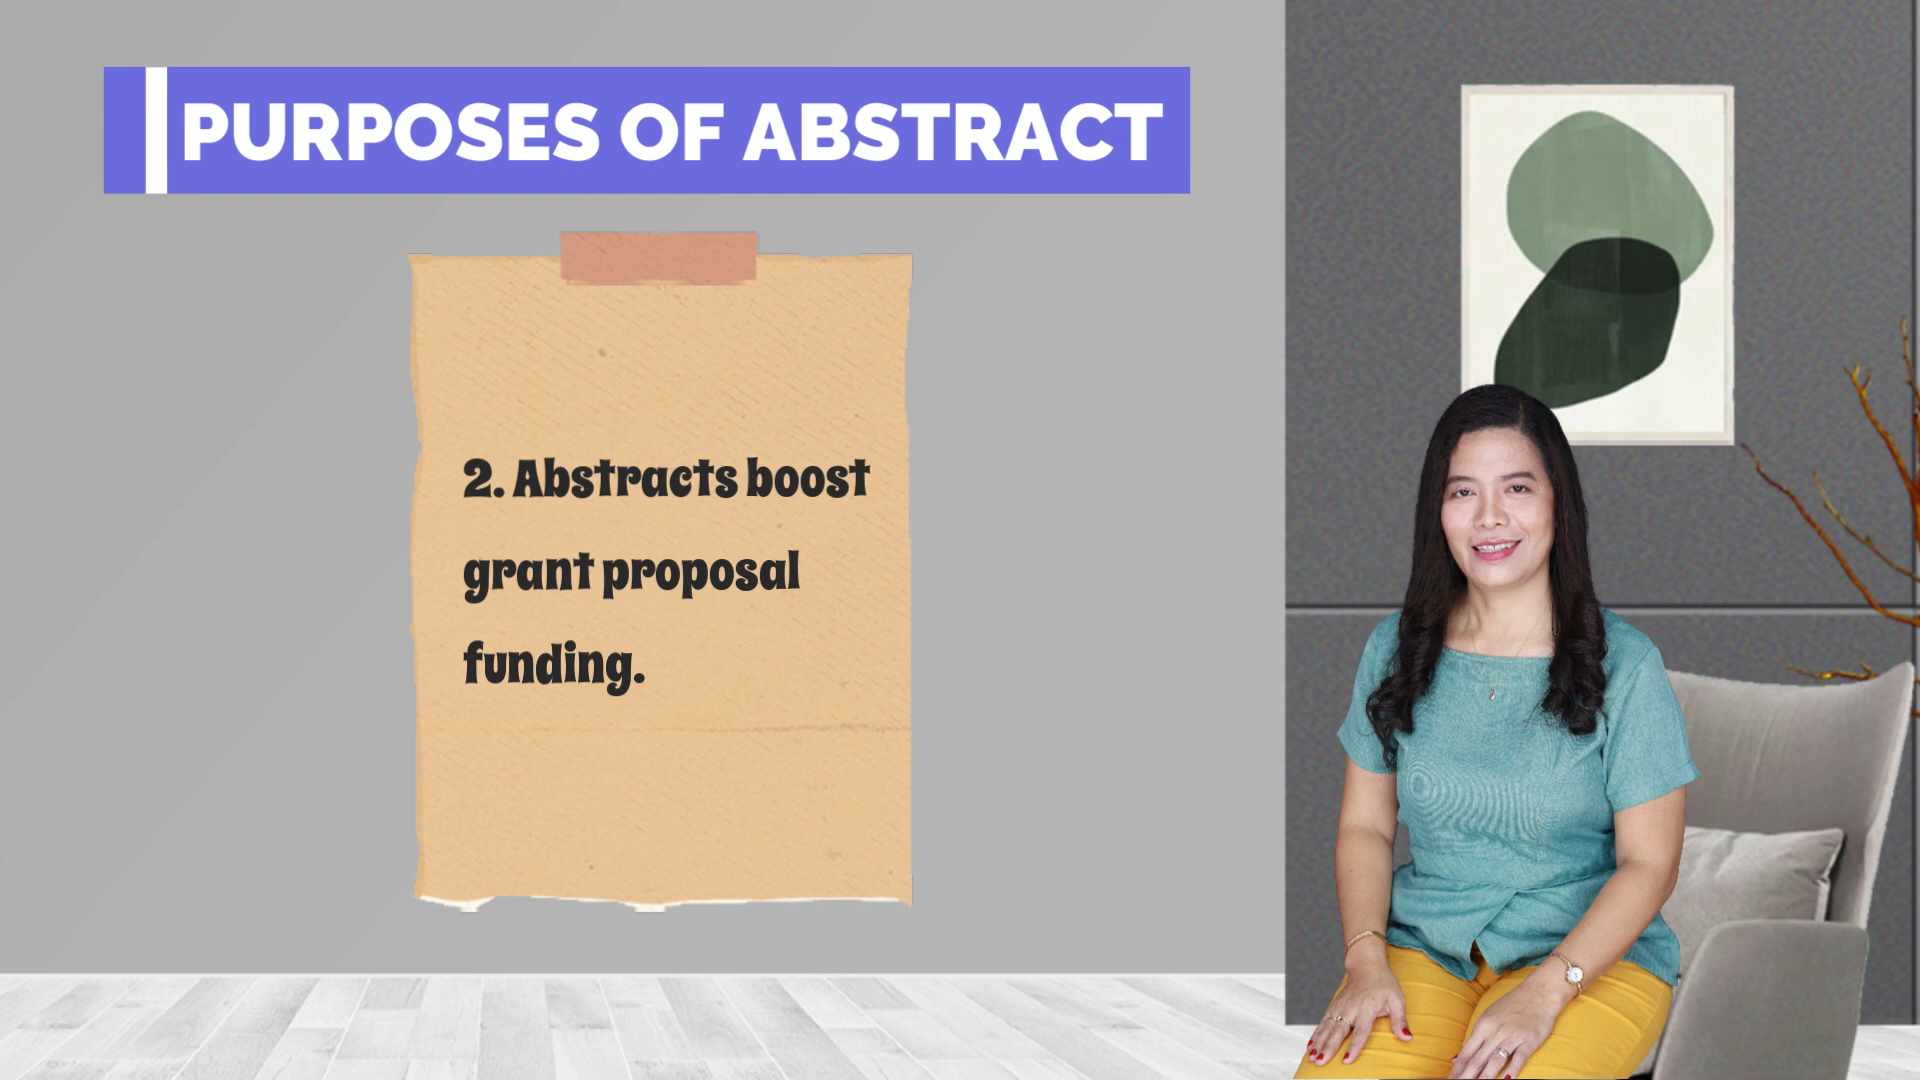 PURPOSES OF ABSTRACT
2. Abstracts boost
grant proposal
funding.